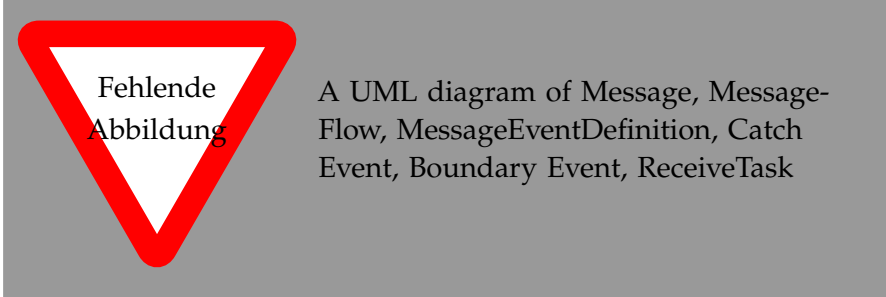 Fehlende
Abbildung
A UML diagram of Message, Message-
Flow, MessageEventDefinition, Catch
Event, Boundary Event, ReceiveTask